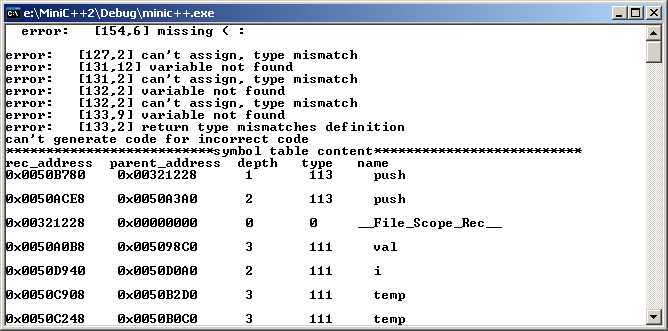 e:\MiniC++2\Debug\minic++.exe
error: [154,6] missing ( :
error: [127,2] can't assign, type mismatch
error: [131,12] variable not found
error: [131,2] can't assign, type mismatch
error: [132,2] variable not found
error: [132,2] can't assign, type mismatch
error: [133,9] variable not found
error: [133,2] return type mismatches definition
can't generate code for incorrect code
**************************symbol table content**************************
rec_address parent_address depth type name
0x0050B780 0x00321228 1 113 push
0x0050ACE8 0x0050A3A0 2 113 push
0x00321228 0x00000000 0 0 __File_Scope_Rec__
0x0050A0B8 0x005098C0 3 111 val
0x0050D940 0x0050D0A0 2 111 i
0x0050C908 0x0050B2D0 3 111 temp
0x0050C248 0x0050B0C0 3 111 temp